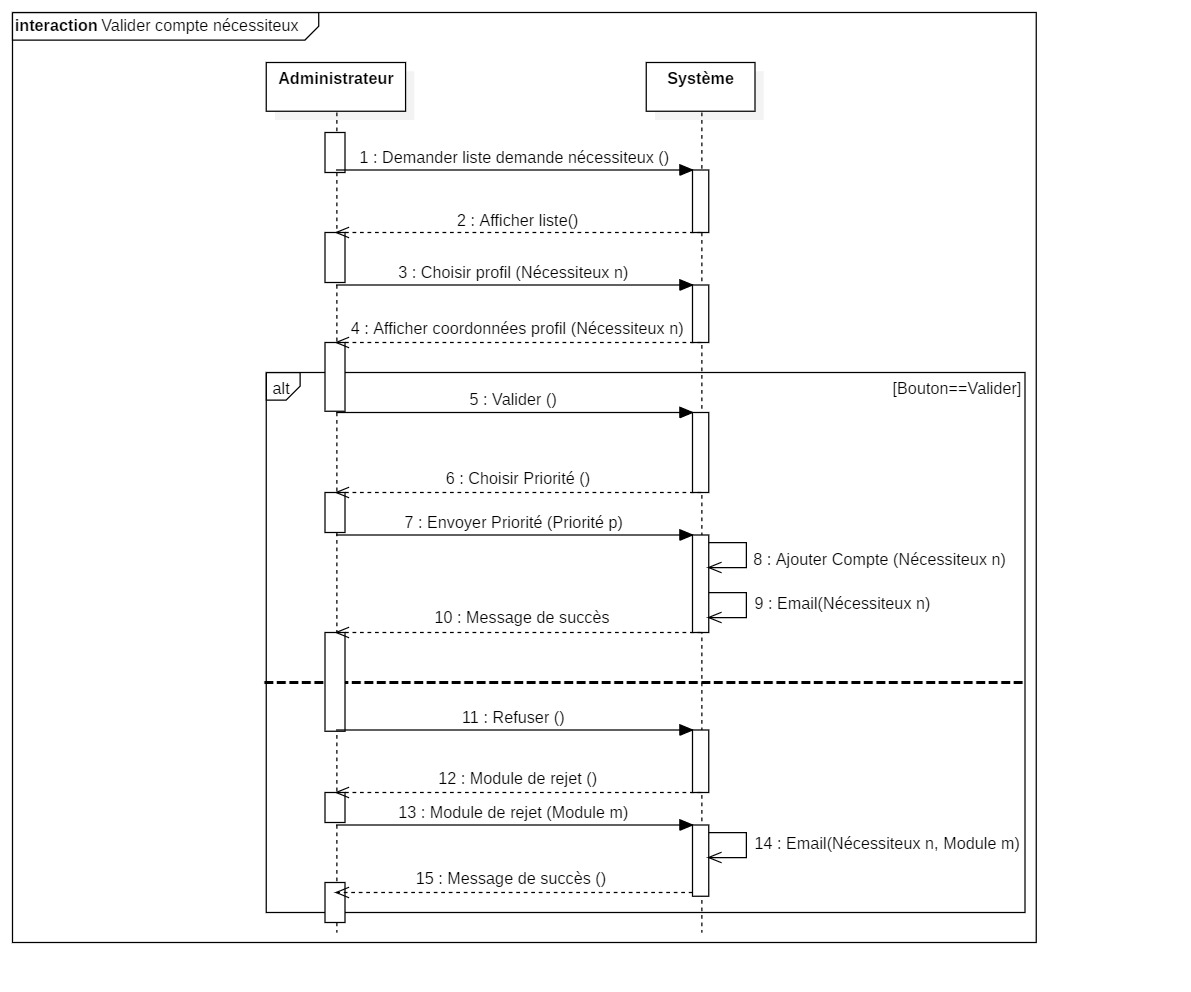 interaction Valider compte nécessiteux
Administrateur
Système
1 : Demander liste demande nécessiteux ()
2 : Afficher liste()
3 : Choisir profil (Nécessiteux n)
4 : Afficher coordonnées profil (Nécessiteux n)
alt
[Bouton==Valider]
5 : Valider ()
6 : Choisir Priorité ()
7 : Envoyer Priorité (Priorité p)
8 : Ajouter Compte (Nécessiteux n)
9 : Email(Nécessiteux n)
10 : Message de succès
11 : Refuser ()
12 : Module de rejet ()
13 : Module de rejet (Module m)
14 : Email(Nécessiteux n, Module m)
15 : Message de succès ()